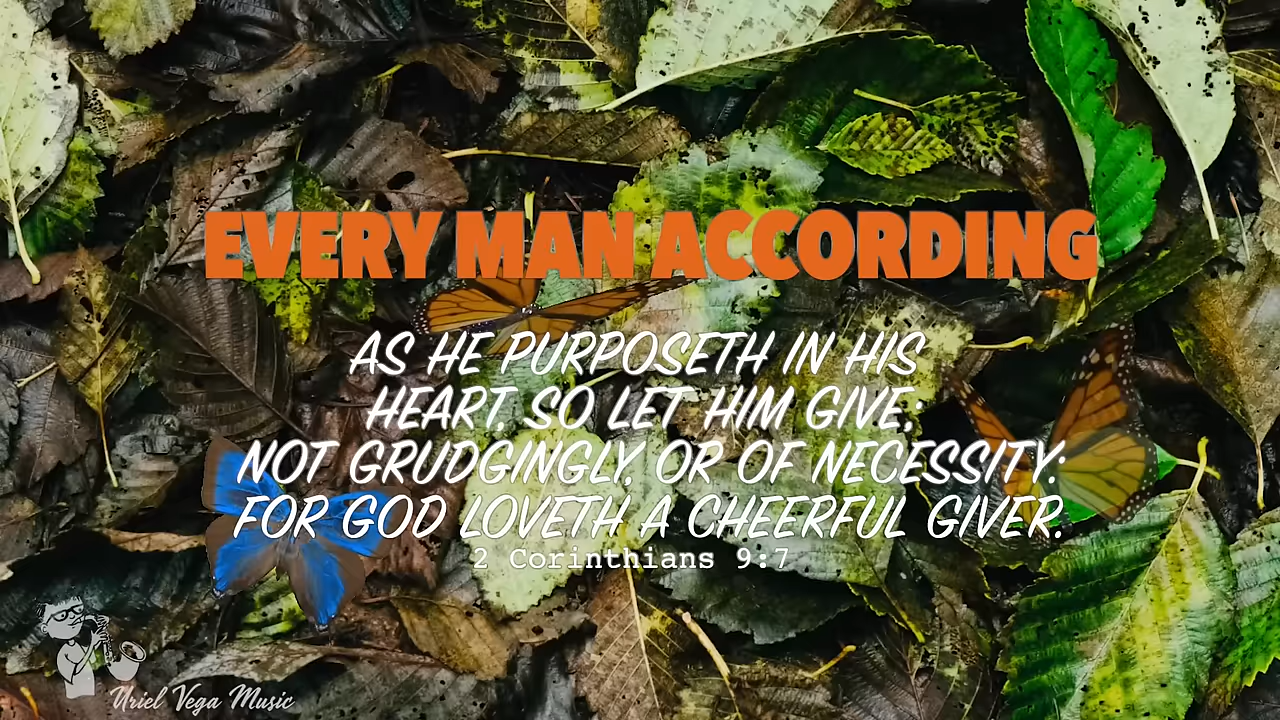 EVERY MAN ACCORDING
AS HE PURPOSETH IN HIS
HEART, SO LET HIM GIVE;
NOT GRUDGINGLY, OR OF NECESSITY:
FOR GOD LOVETH A CHEERFUL GIVER.
2 Corinthians 9:7
Uriel Vega Music